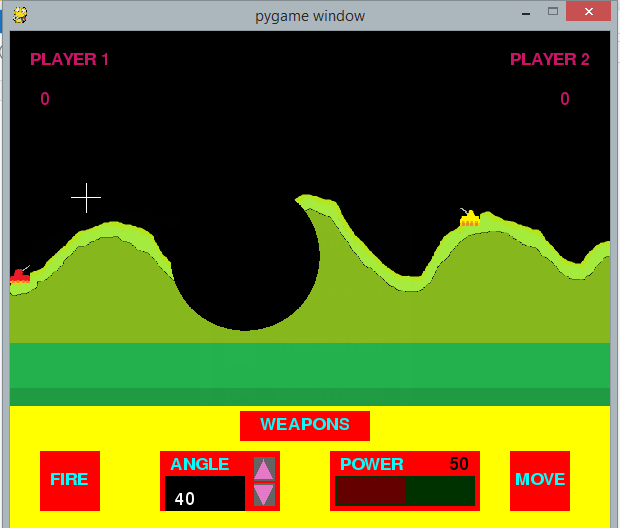 pygame window
PLAYER 1 PLAYER 2
0 0
WEAPONS
FIRE ANGLE POWER 50 MOVE
40